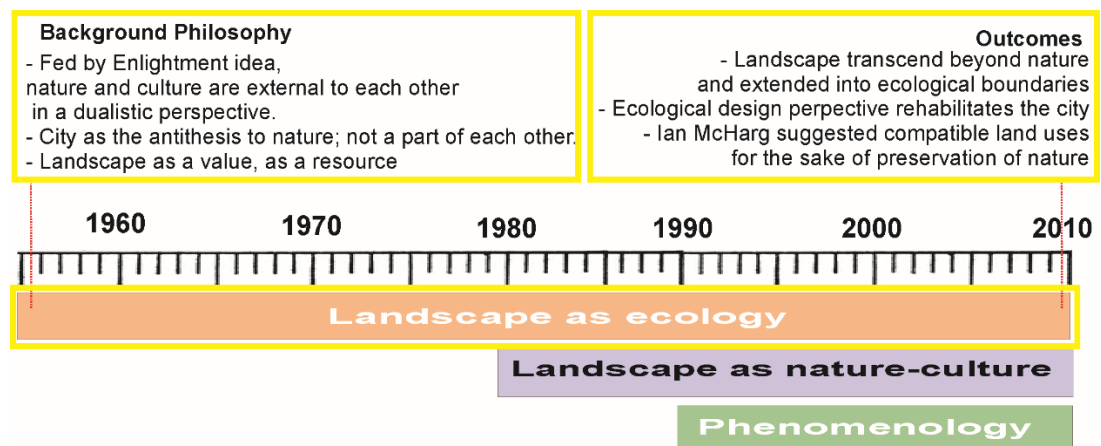 Background Philosophy
- Fed by Enlightment idea,
nature and culture are external to each other
in a dualistic perspective.
- City as the antithesis to nature; not a part of each other.
- Landscape as a value, as a resource
Outcomes
- Landscape transcend beyond nature
and extended into ecological boundaries
- Ecological design perpective rehabilitates the city
- Ian McHarg suggested compatible land uses
for the sake of preservation of nature
1960 1970 1980 1990 2000 2010
Landscape as ecology
Landscape as nature-culture
Phenomenology